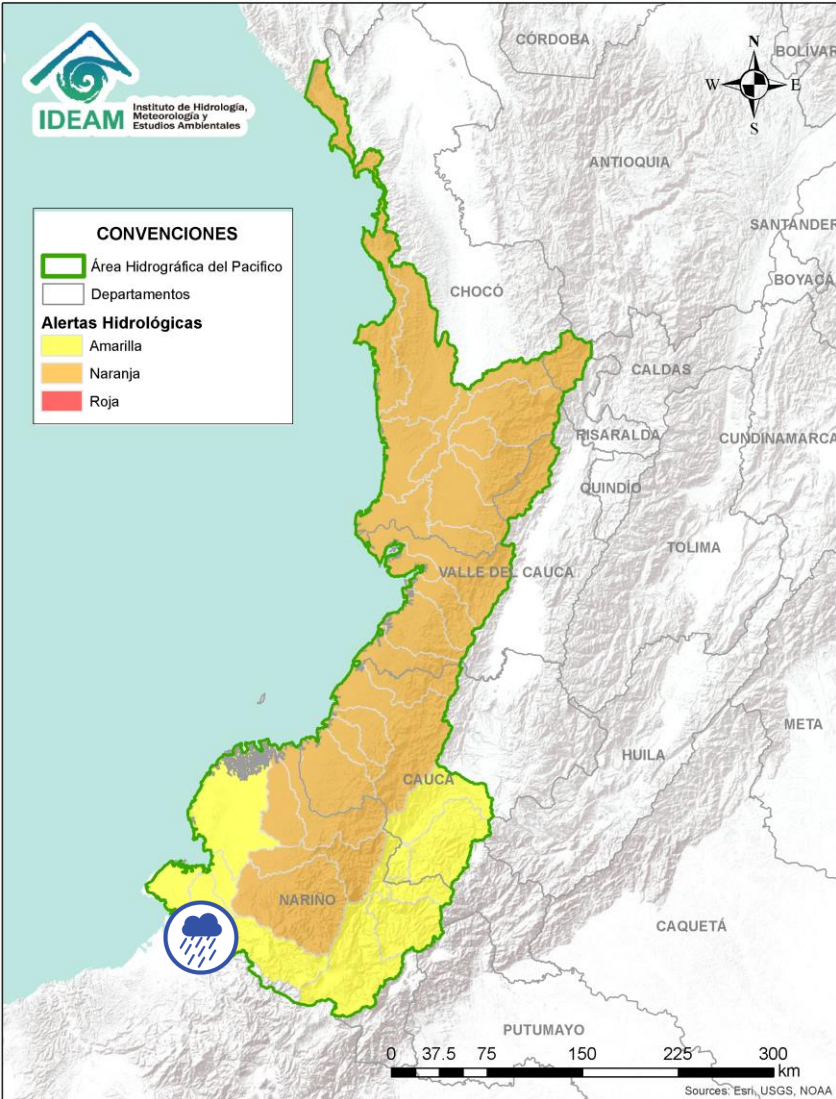 IDEAM
Instituto de Hidrología,
Meteorología y
Estudios Ambientales
CÓRDOBA
BOLÍVAR
N
W
E
S
ANTIOQUIA
SANTANDER
CONVENCIONES
Área Hidrográfica del Pacifico
Departamentos
Alertas Hidrológicas
Amarilla
Naranja
Roja
BOYACÁ
CHOCÓ
CALDAS
RISARALDA
CUNDINAMARCA
QUINDÍO
TOLIMA
VALLE DEL CAUCA
META
HUILA
CAUCA
NARIÑO
CAQUETÁ
PUTUMAYO
0 37.5 75 150 225 300
km
Sources: Esri, USGS, NOAA